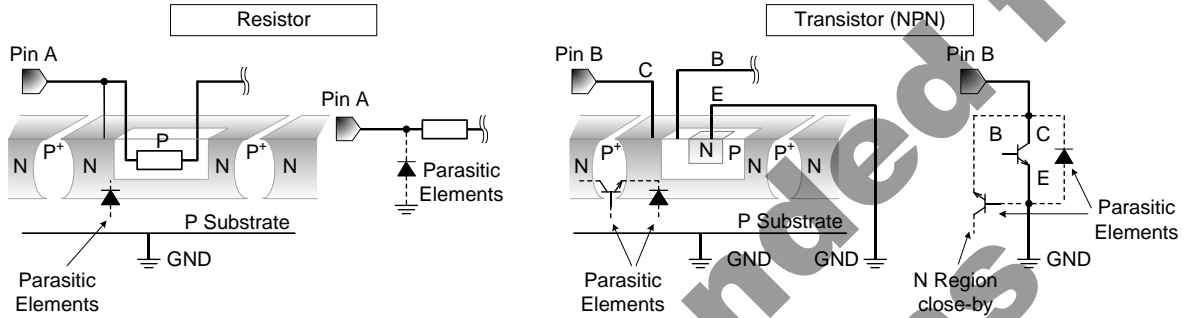 Resistor
Transistor (NPN)
Pin A
Pin B
C
B
E
Pin B
Pin A
P
N
P+
N
N
P+
N
Parasitic
Elements
P Substrate
GND
Parasitic
Elements
N
P+
N
P
N
P+
N
P Substrate
GND
GND
Parasitic
Elements
B
C
E
Parasitic
Elements
GND
N Region
close-by